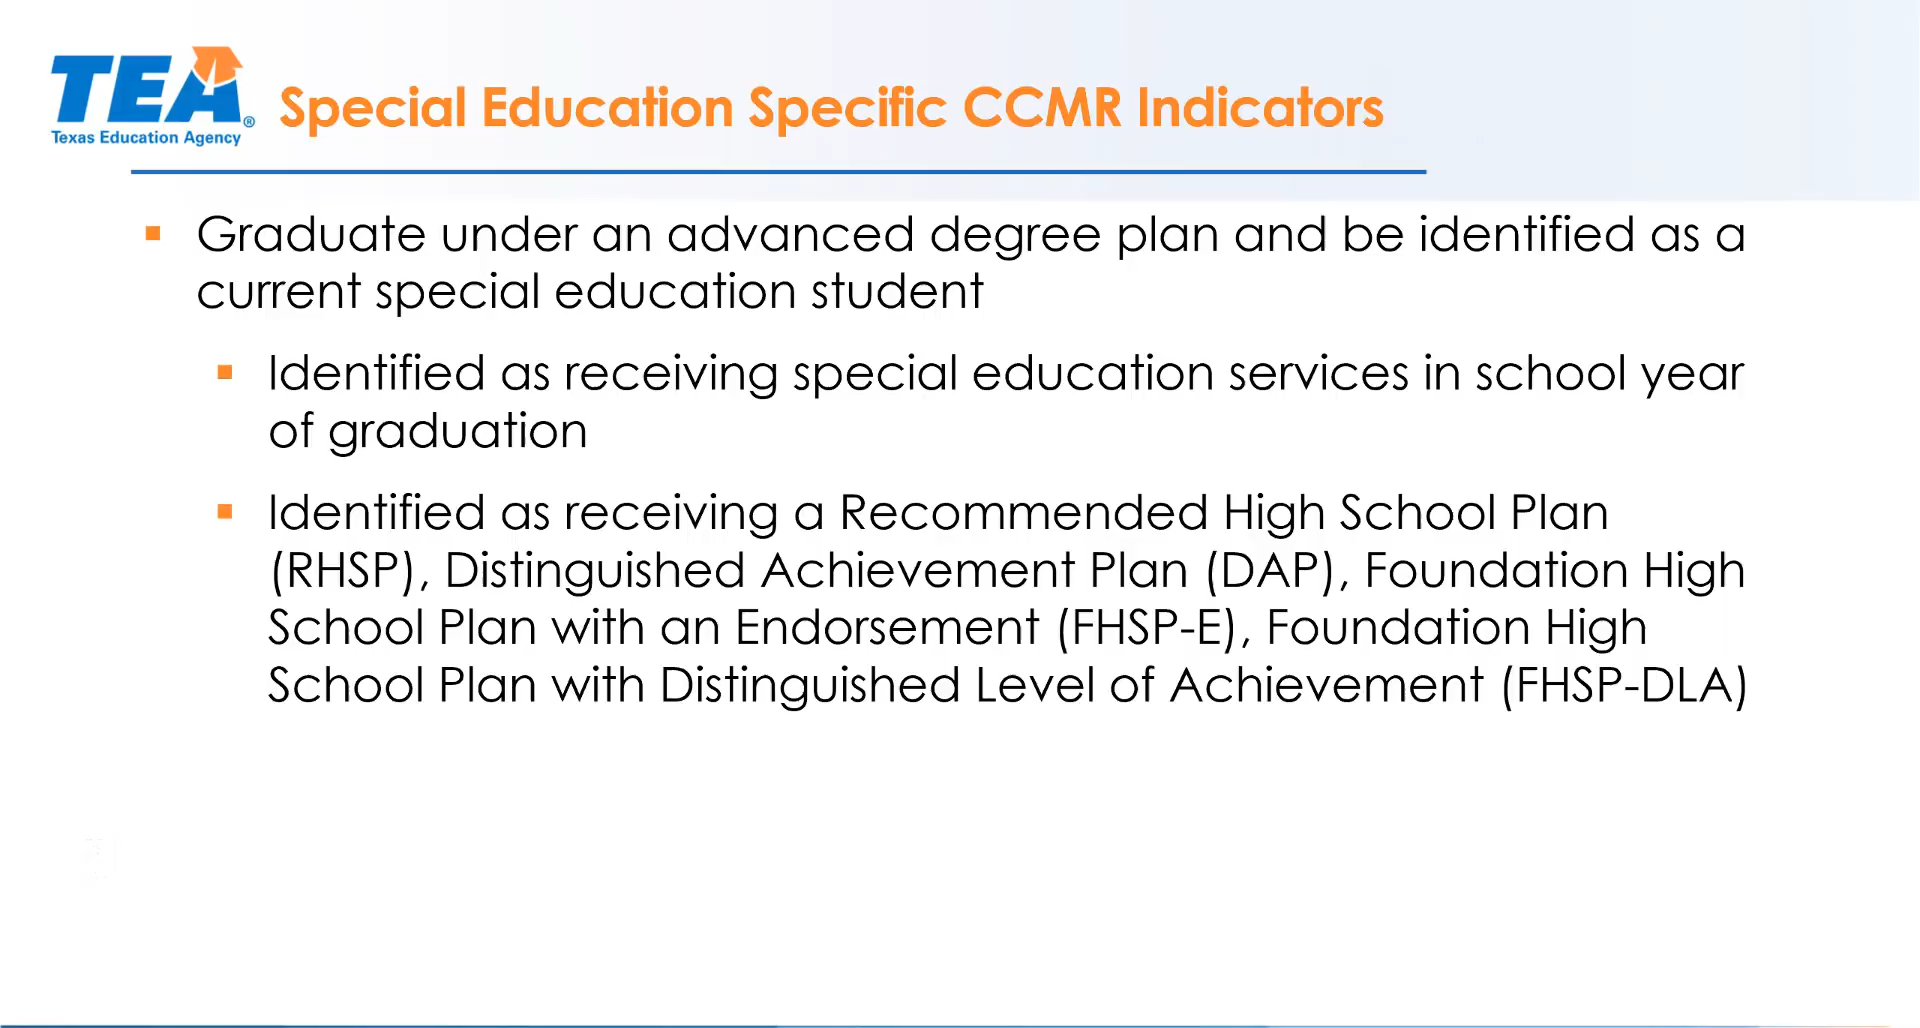 TEA®
Texas Education Agency
Special Education Specific CCMR Indicators
▪ Graduate under an advanced degree plan and be identified as a
current special education student
▪ Identified as receiving special education services in school year
of graduation
▪ Identified as receiving a Recommended High School Plan
(RHSP), Distinguished Achievement Plan (DAP), Foundation High
School Plan with an Endorsement (FHSP-E), Foundation High
School Plan with Distinguished Level of Achievement (FHSP-DLA)